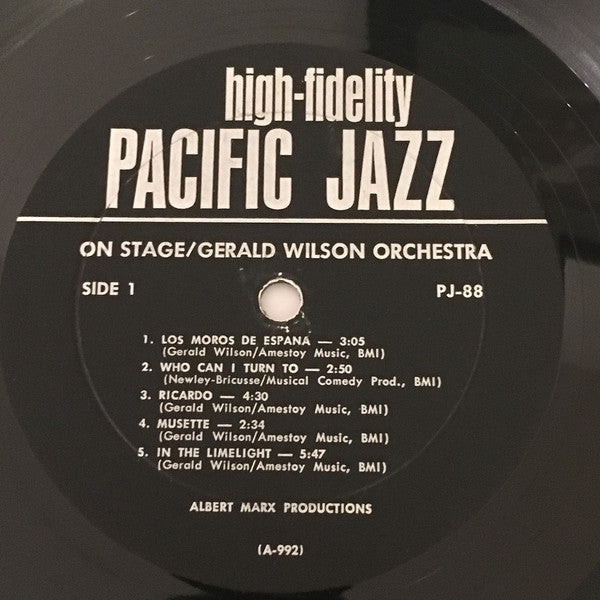 high-fidelity
PACIFIC JAZZ
ON STAGE/GERALD WILSON ORCHESTRA
SIDE 1 PJ-88
1. LOS MOROS DE ESPANA — 3:05
(Gerald Wilson/Amestoy Music, BMI)
2. WHO CAN I TURN TO — 2:50
(Newley-Bricusse/Musical Comedy Prod., BMI)
3. RICARDO — 4:30
(Gerald Wilson/Amestoy Music, BMI)
4. MUSETTE — 2:34
(Gerald Wilson/Amestoy Music, BMI)
5. IN THE LIMELIGHT — 5:47
(Gerald Wilson/Amestoy Music, BMI)
ALBERT MARX PRODUCTIONS
(A-992)